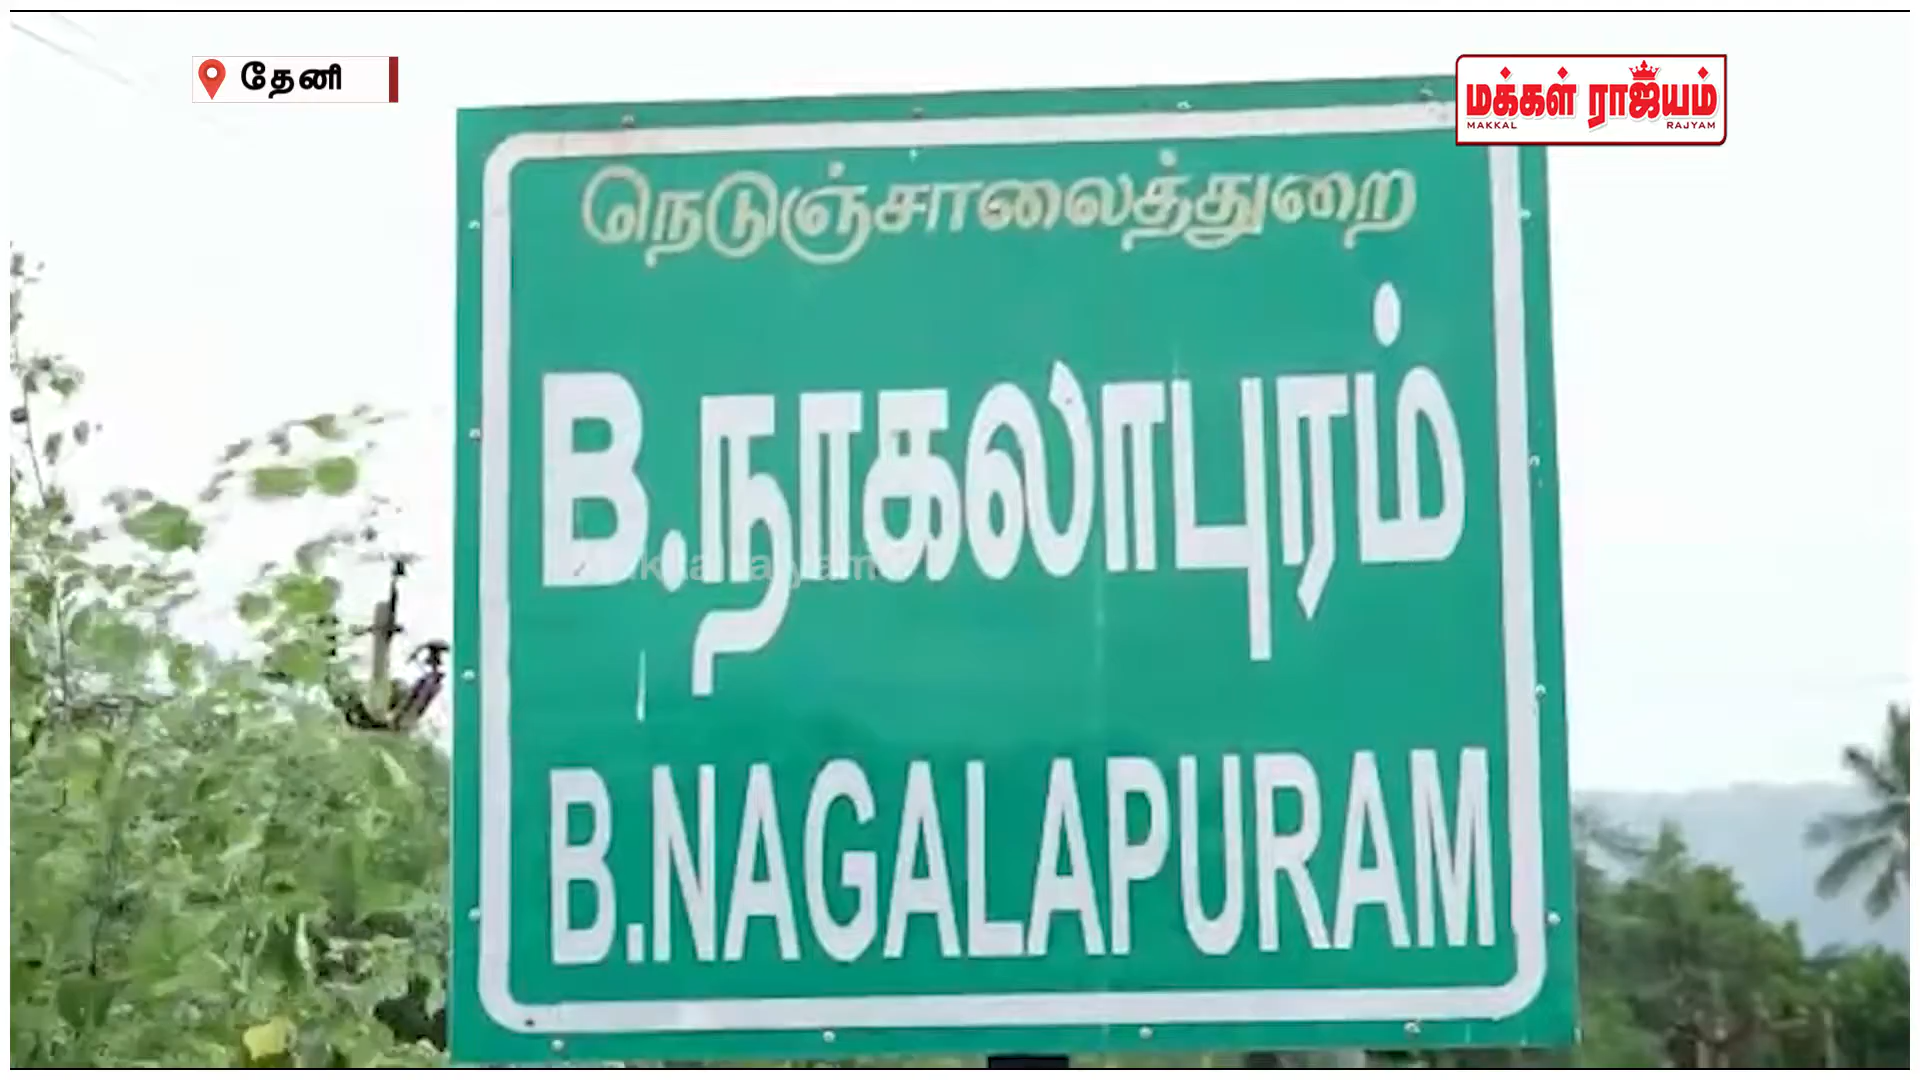 தேனி
மக்கள் ராஜ்யம்
MAKKAL RAJYAM
நெடுஞ்சாலைத்துறை
B.நாகலாபுரம்
B.NAGALAPURAM